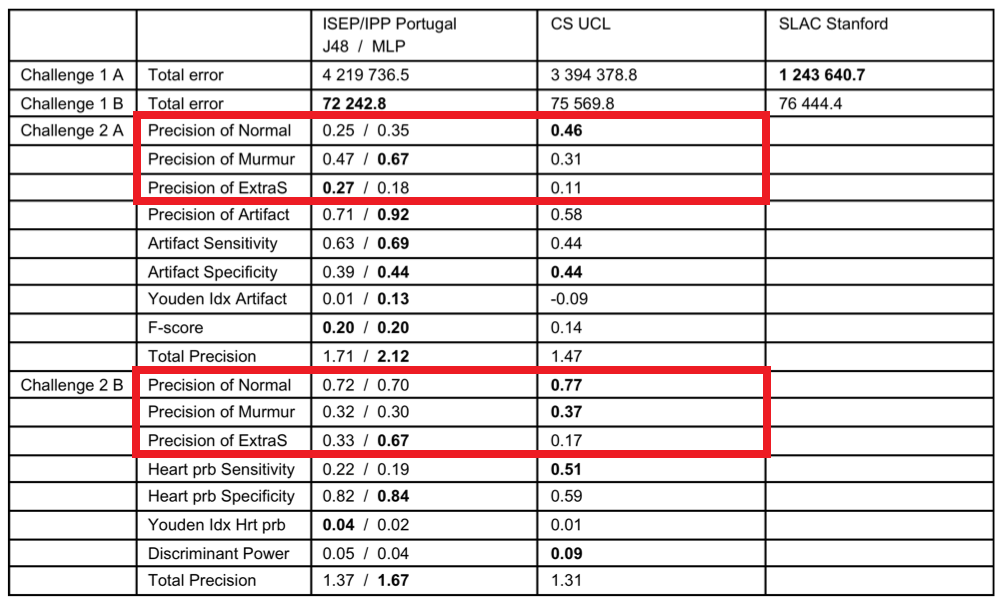 ISEP/IPP Portugal CS UCL SLAC Stanford
J48 / MLP
Challenge 1 A Total error 4 219 736.5 3 394 378.8 1 243 640.7
Challenge 1 B Total error 72 242.8 75 569.8 76 444.4
Challenge 2 A Precision of Normal 0.25 / 0.35 0.46
Precision of Murmur 0.47 / 0.67 0.31
Precision of ExtraS 0.27 / 0.18 0.11
Precision of Artifact 0.71 / 0.92 0.58
Artifact Sensitivity 0.63 / 0.69 0.44
Artifact Specificity 0.39 / 0.44 0.44
Youden Idx Artifact 0.01 / 0.13 -0.09
F-score 0.20 / 0.20 0.14
Total Precision 1.71 / 2.12 1.47
Challenge 2 B Precision of Normal 0.72 / 0.70 0.77
Precision of Murmur 0.32 / 0.30 0.37
Precision of ExtraS 0.33 / 0.67 0.17
Heart prb Sensitivity 0.22 / 0.19 0.51
Heart prb Specificity 0.82 / 0.84 0.59
Youden Idx Hrt prb 0.04 / 0.02 0.01
Discriminant Power 0.05 / 0.04 0.09
Total Precision 1.37 / 1.67 1.31